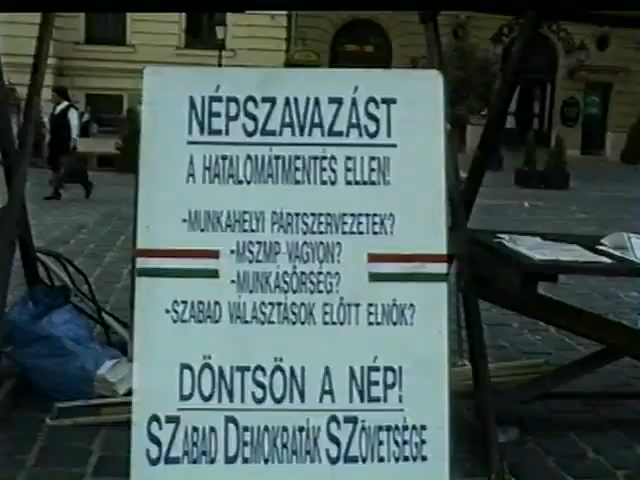 NÉPSZAVAZÁST
A HATALOMÁTMENTÉS ELLEN!
-MUNKAHELYI PÁRTSZERVEZETEK?
-MSZMP VAGYON?
-MUNKÁSŐRSÉG?
-SZABAD VÁLASZTÁSOK ELŐTT ELNÖK?
DÖNTSÖN A NÉP!
SZABAD DEMOKRATÁK SZÖVETSÉGE